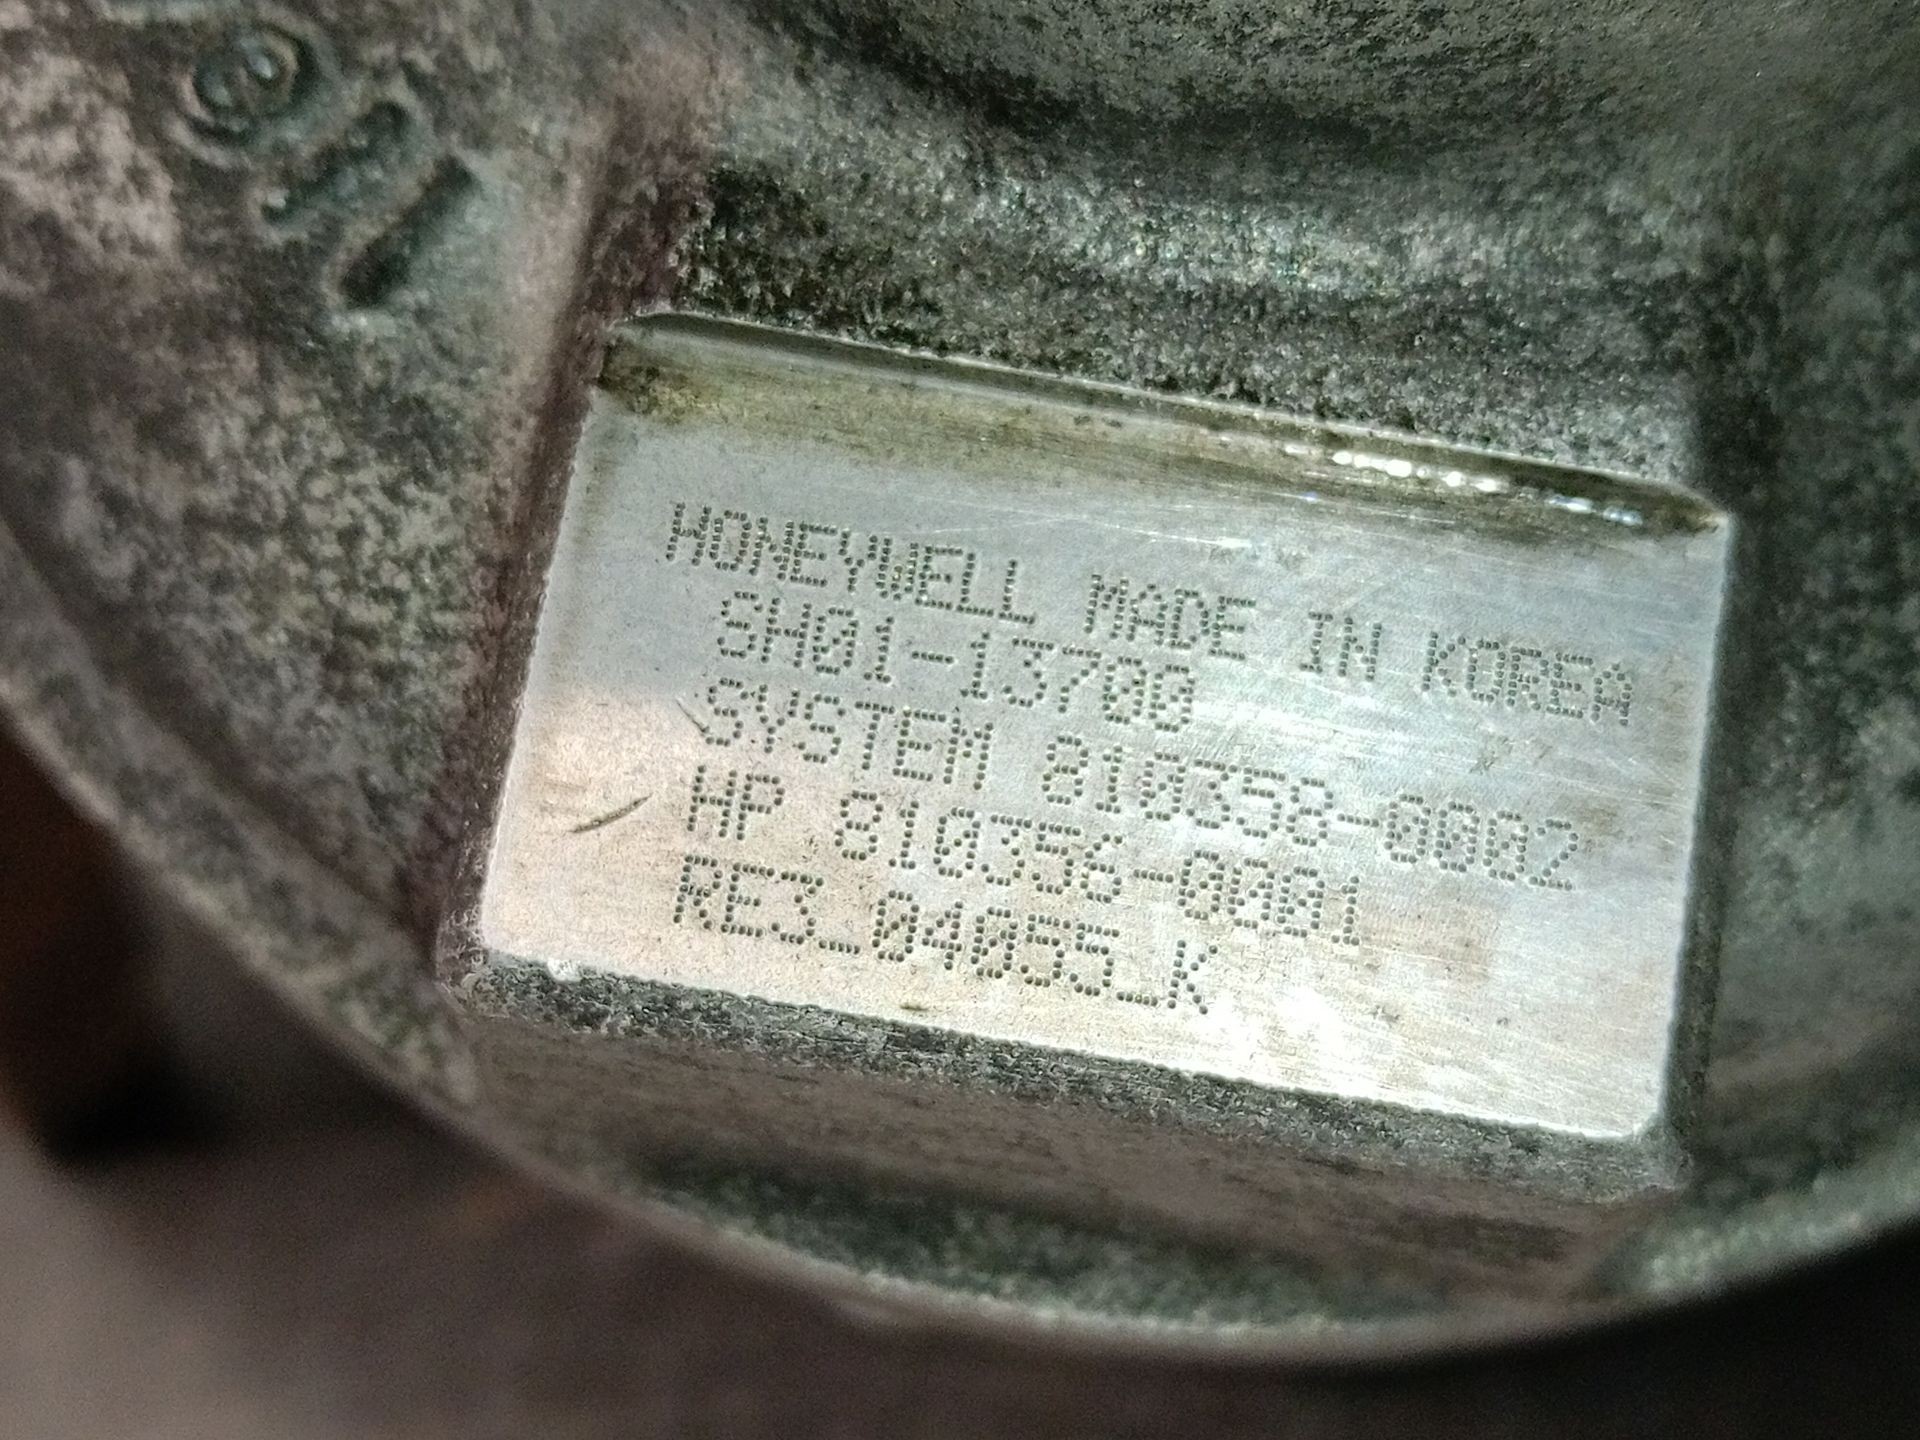 HONEYWELL MADE IN KOREA
SH01-13700
SYSTEM 810358-0002
HP 810356-0001
RE3_04055_K